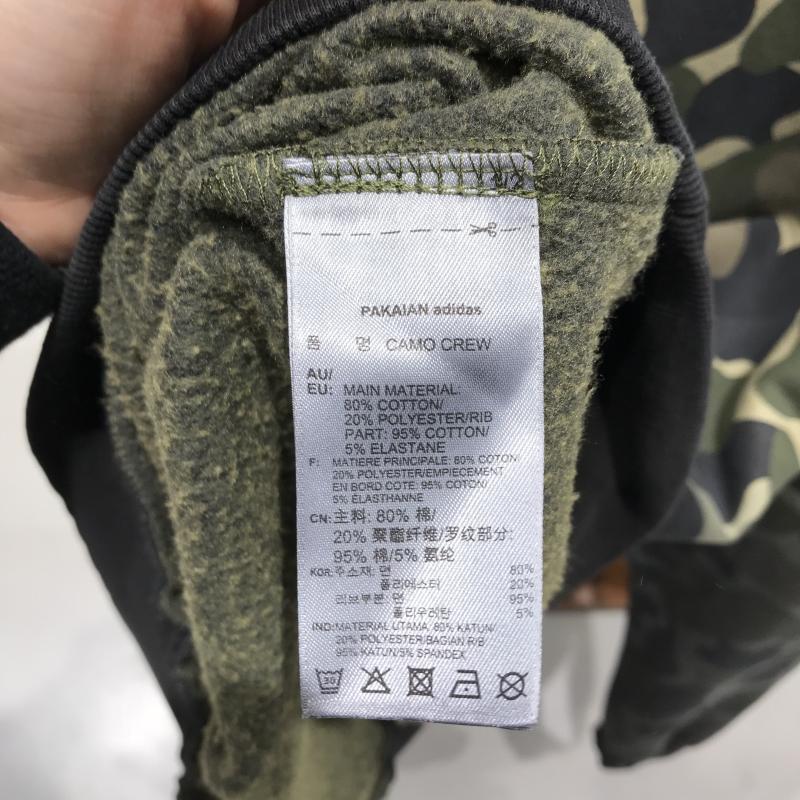 PAKAIAN adidas
품 명 CAMO CREW
AU/
EU: MAIN MATERIAL:
80% COTTON/
20% POLYESTER/RIB
PART: 95% COTTON/
5% ELASTANE
F: MATIERE PRINCIPALE: 80% COTON/
20% POLYESTER/EMPIECEMENT
EN BORD COTE: 95% COTON/
5% ELASTHANNE
CN: 主料: 80% 棉/
20% 聚酯纤维/罗纹部分:
95% 棉/5% 氨纶
KOR: 주소재: 면 80%
폴리에스터 20%
리브부분: 면 95%
폴리우레탄 5%
IND: MATERIAL UTAMA: 80% KATUN/
20% POLYESTER/BAGIAN RIB
95% KATUN/5% SPANDEX
30